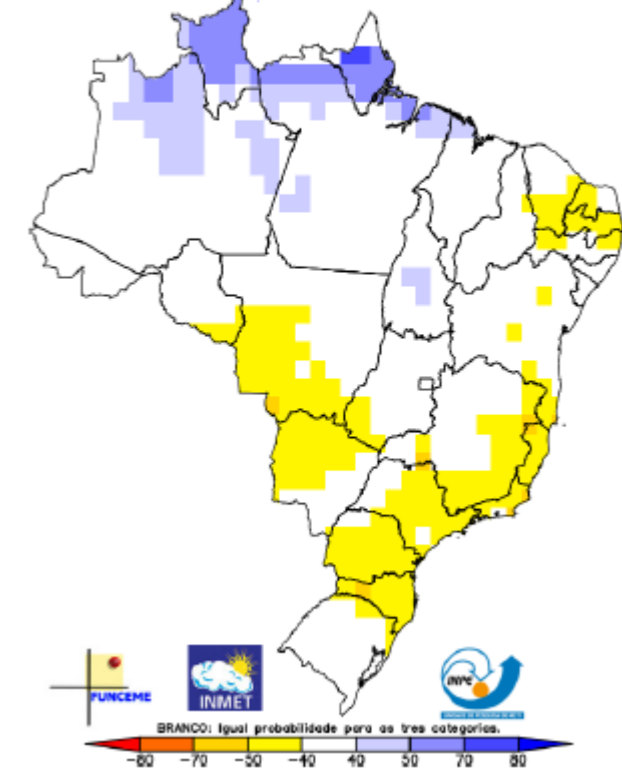 FUNCEME
INMET
INPE
BRANCO: Igual probabilidade para as tres categorias.
-80 -70 -50 -40 40 50 70 80